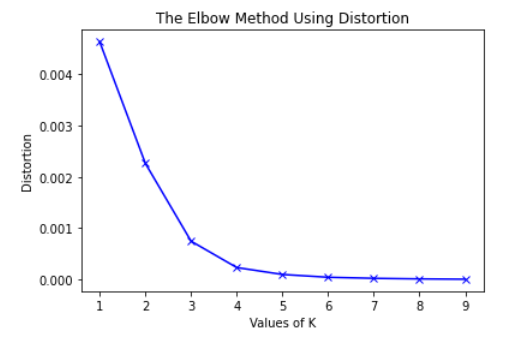 The Elbow Method Using Distortion
0.004
0.003
0.002
0.001
0.000
Distortion
1 2 3 4 5 6 7 8 9
Values of K